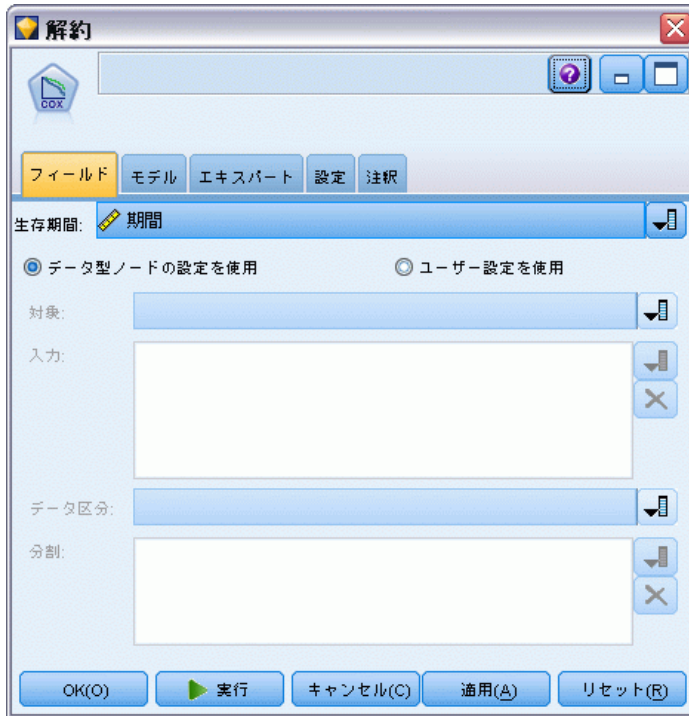 解約
COX
?
フィールド モデル エキスパート 設定 注釈
生存期間: 期間
データ型ノードの設定を使用 ユーザー設定を使用
対象:
入力:
データ区分:
分割:
OK(O) 実行 キャンセル(C) 適用(A) リセット(R)